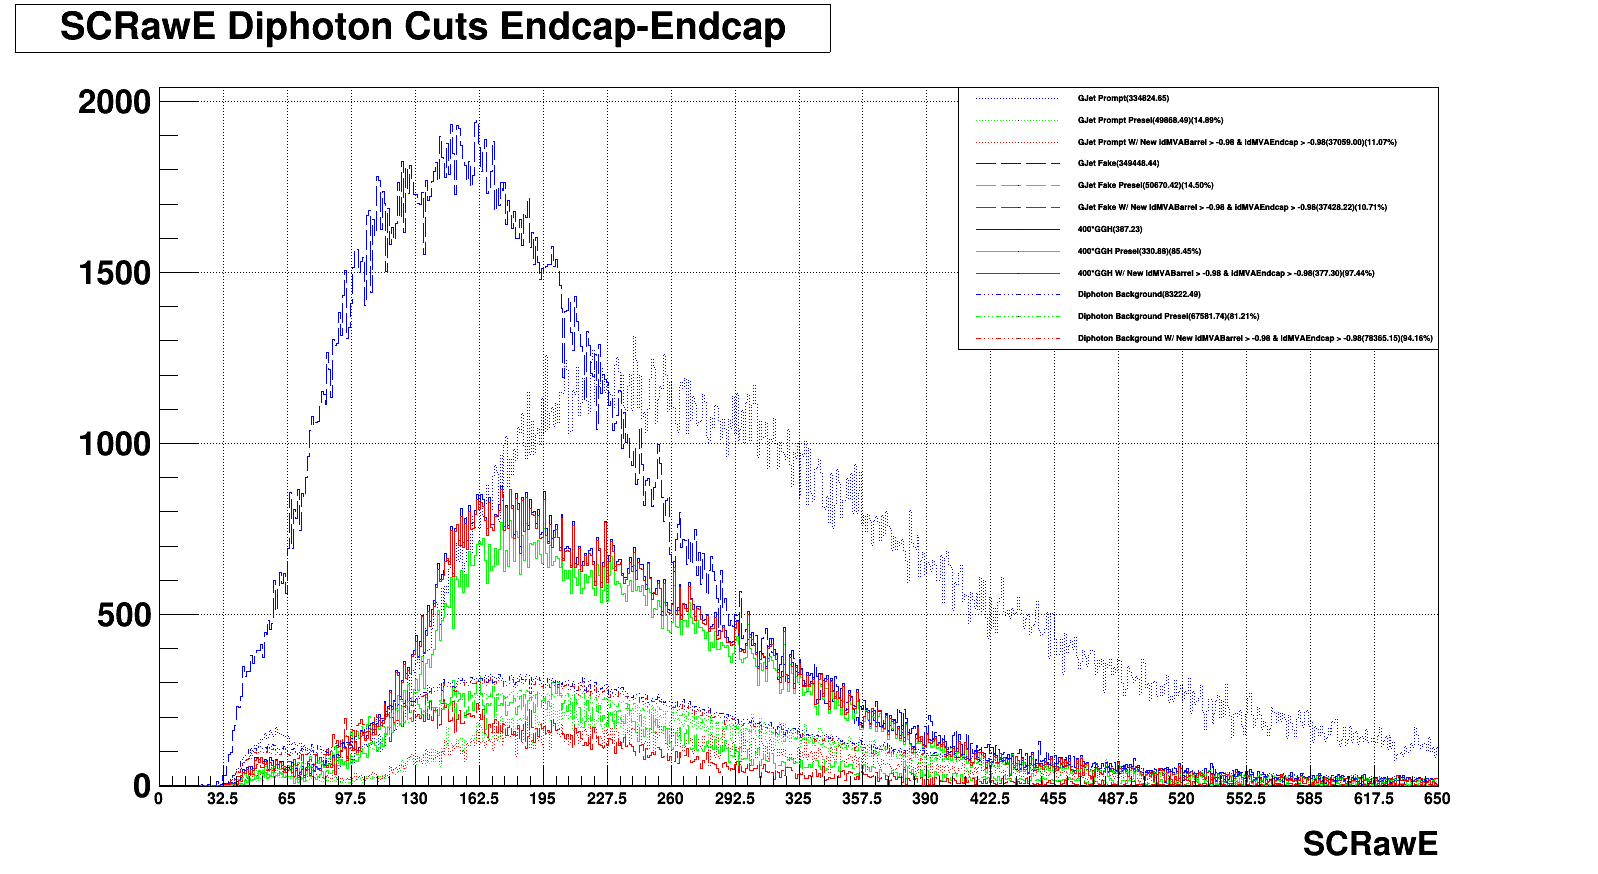 SCRawE Diphoton Cuts Endcap-Endcap
2000
1500
1000
500
0
GJet Prompt(334824.65)
GJet Prompt Presel(49868.49)(14.89%)
GJet Prompt W/ New idMVABarrel > -0.98 & idMVAEndcap > -0.98(37059.00)(11.07%)
GJet Fake(349448.44)
GJet Fake Presel(50670.42)(14.50%)
GJet Fake W/ New idMVABarrel > -0.98 & idMVAEndcap > -0.98(37428.22)(10.71%)
400*GGH(387.23)
400*GGH Presel(330.88)(85.45%)
400*GGH W/ New idMVABarrel > -0.98 & idMVAEndcap > -0.98(377.30)(97.44%)
Diphoton Background(83222.49)
Diphoton Background Presel(67581.74)(81.21%)
Diphoton Background W/ New idMVABarrel > -0.98 & idMVAEndcap > -0.98(78365.15)(94.16%)
0 32.5 65 97.5 130 162.5 195 227.5 260 292.5 325 357.5 390 422.5 455 487.5 520 552.5 585 617.5 650
SCRawE